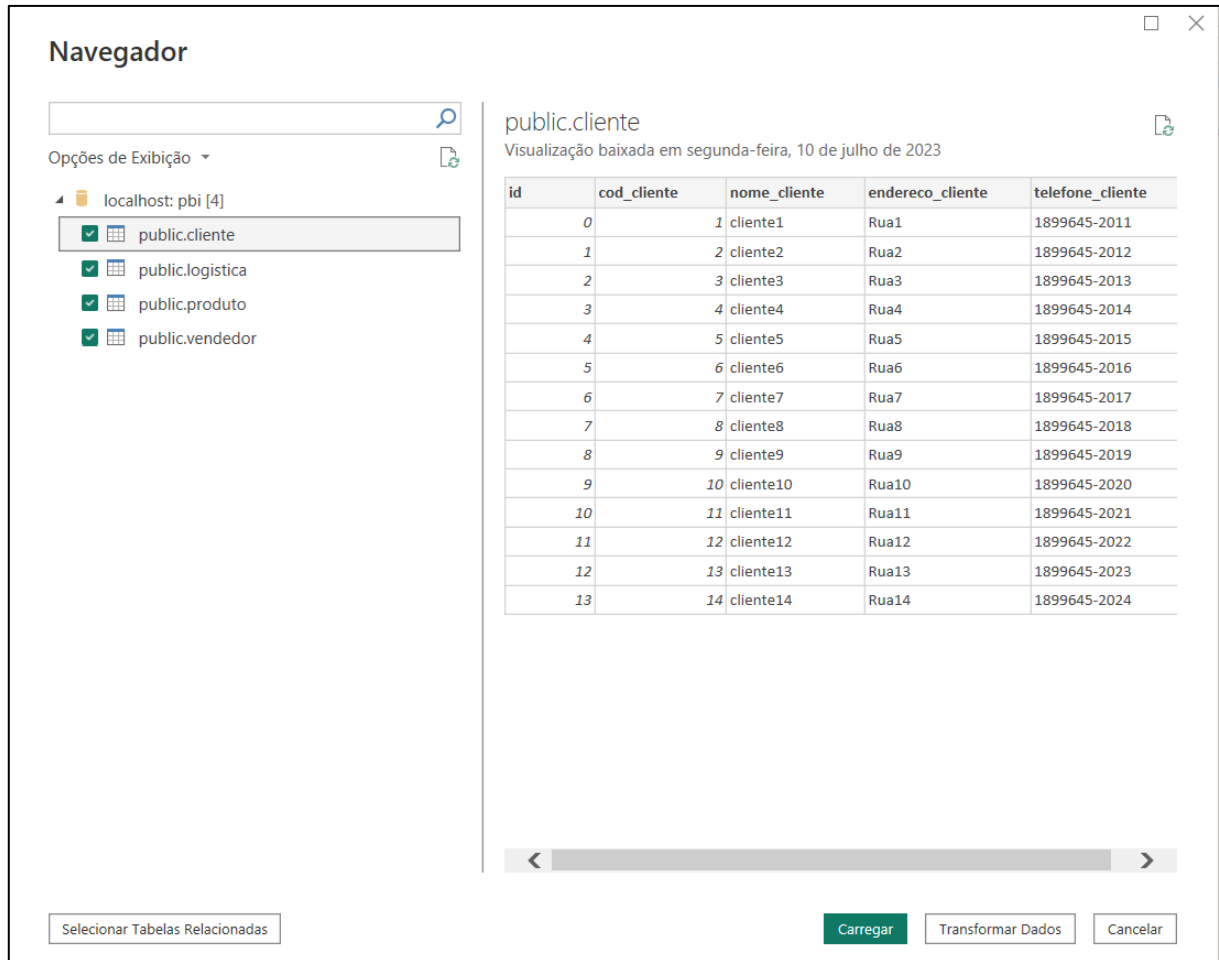 Navegador
Opções de Exibição
localhost: pbi [4]
public.cliente
public.logistica
public.produto
public.vendedor
public.cliente
Visualização baixada em segunda-feira, 10 de julho de 2023
id cod_cliente nome_cliente endereco_cliente telefone_cliente
0 1 cliente1 Rua1 1899645-2011
1 2 cliente2 Rua2 1899645-2012
2 3 cliente3 Rua3 1899645-2013
3 4 cliente4 Rua4 1899645-2014
4 5 cliente5 Rua5 1899645-2015
5 6 cliente6 Rua6 1899645-2016
6 7 cliente7 Rua7 1899645-2017
7 8 cliente8 Rua8 1899645-2018
8 9 cliente9 Rua9 1899645-2019
9 10 cliente10 Rua10 1899645-2020
10 11 cliente11 Rua11 1899645-2021
11 12 cliente12 Rua12 1899645-2022
12 13 cliente13 Rua13 1899645-2023
13 14 cliente14 Rua14 1899645-2024
Selecionar Tabelas Relacionadas
Carregar
Transformar Dados
Cancelar